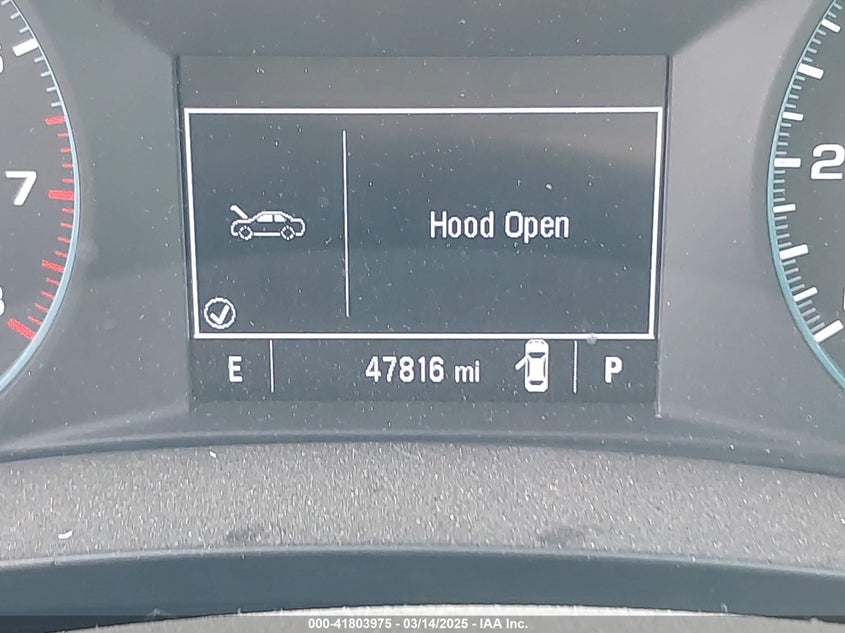 7
2
Hood Open
E 47816 mi P
000-41803975 - 03/14/2025 - IAA Inc.